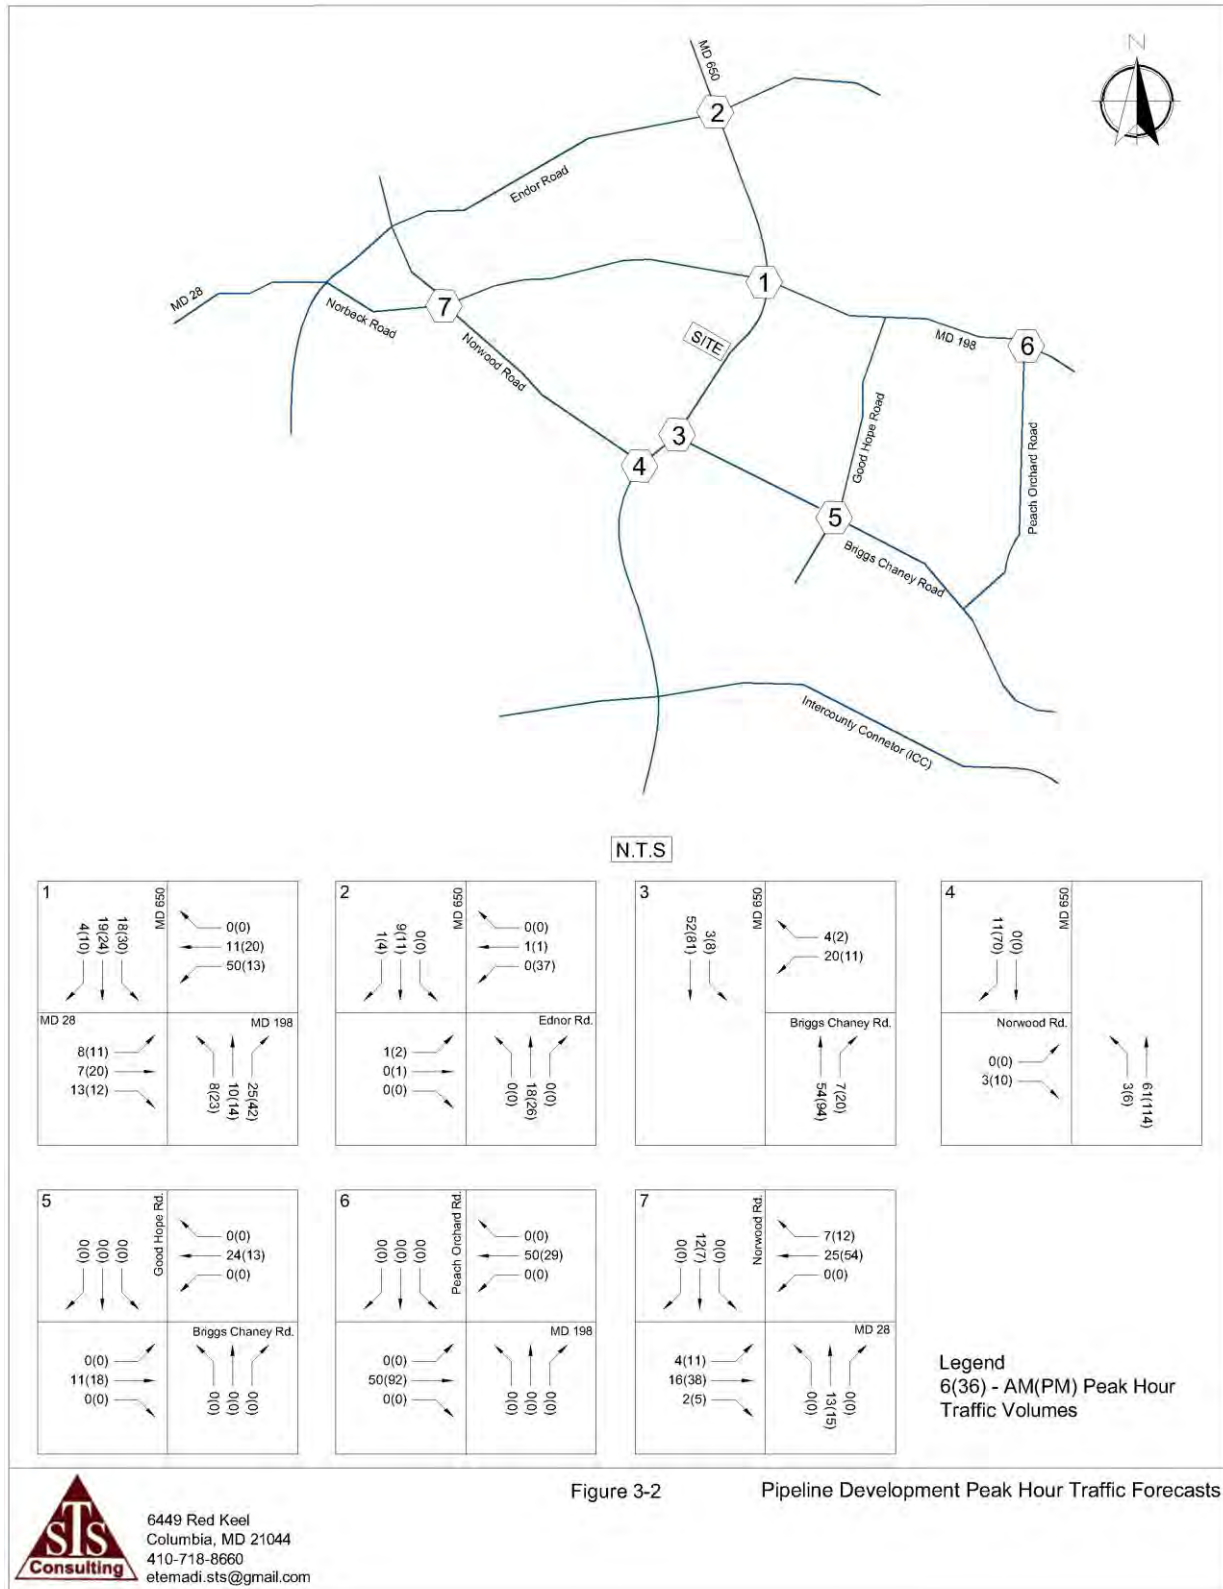 N
MD 650
2
Endor Road
1
MD 28
7
Norbeck Road
SITE
MD 198
6
Norwood Road
3
4
Good Hope Road
Peach Orchard Road
5
Briggs Chaney Road
Intercounty Connetor (ICC)
N.T.S
1
MD 650
4(10)
19(24)
18(30)
0(0)
11(20)
50(13)
MD 28
MD 198
8(11)
7(20)
13(12)
8(23)
10(14)
25(42)
2
MD 650
1(4)
9(11)
0(0)
0(0)
1(1)
0(37)
Ednor Rd.
1(2)
0(1)
0(0)
0(0)
18(26)
0(0)
3
MD 650
52(81)
3(8)
4(2)
20(11)
Briggs Chaney Rd.
54(94)
7(20)
4
MD 650
11(70)
0(0)
Norwood Rd.
0(0)
3(10)
3(6)
61(114)
5
Good Hope Rd.
0(0)
0(0)
0(0)
0(0)
24(13)
0(0)
Briggs Chaney Rd.
0(0)
11(18)
0(0)
0(0)
0(0)
0(0)
6
Peach Orchard Rd.
0(0)
0(0)
0(0)
0(0)
50(29)
0(0)
MD 198
0(0)
50(92)
0(0)
0(0)
0(0)
0(0)
7
Norwood Rd.
0(0)
12(7)
0(0)
7(12)
25(54)
0(0)
MD 28
4(11)
16(38)
2(5)
0(0)
13(15)
0(0)
Legend
6(36) - AM(PM) Peak Hour
Traffic Volumes
STS
Consulting
6449 Red Keel
Columbia, MD 21044
410-718-8660
etemadi.sts@gmail.com
Figure 3-2
Pipeline Development Peak Hour Traffic Forecasts